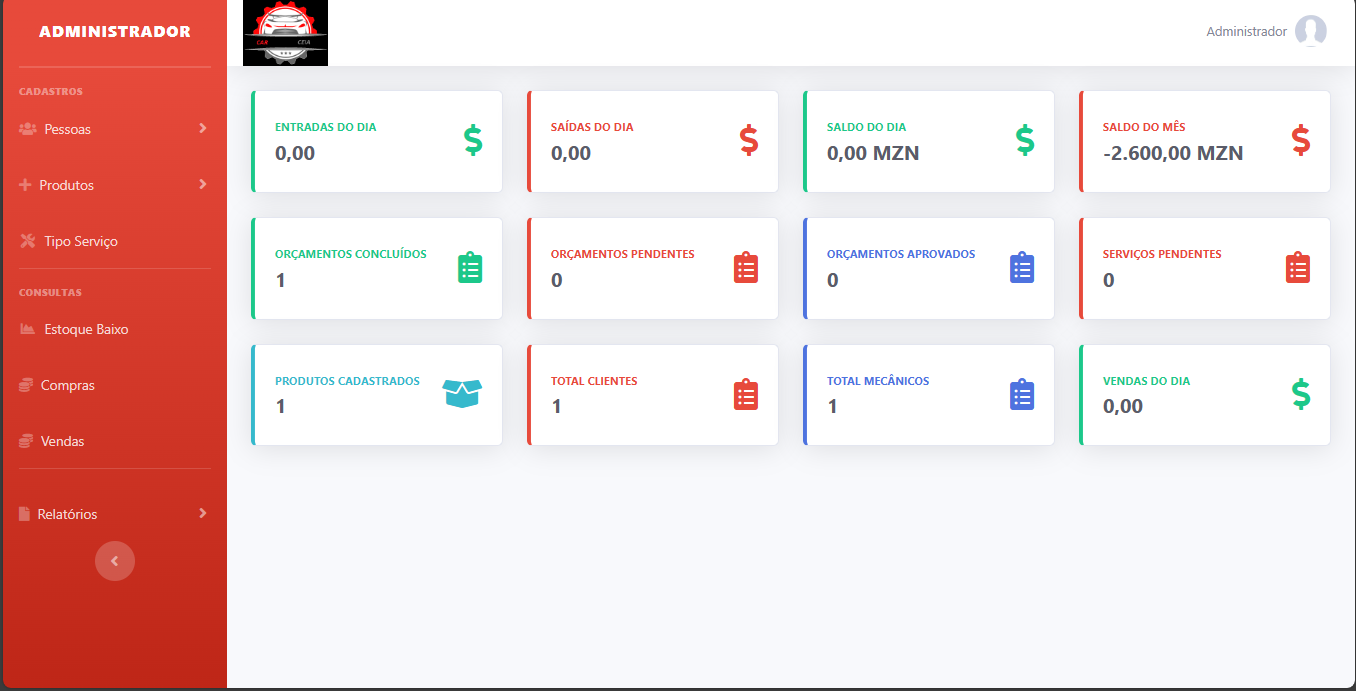 ADMINISTRADOR
CADASTROS
Pessoas
Produtos
Tipo Serviço
CONSULTAS
Estoque Baixo
Compras
Vendas
Relatórios
CAR CEIA
Administrador
ENTRADAS DO DIA
0,00
SAÍDAS DO DIA
0,00
SALDO DO DIA
0,00 MZN
SALDO DO MÊS
-2.600,00 MZN
ORÇAMENTOS CONCLUÍDOS
1
ORÇAMENTOS PENDENTES
0
ORÇAMENTOS APROVADOS
0
SERVIÇOS PENDENTES
0
PRODUTOS CADASTRADOS
1
TOTAL CLIENTES
1
TOTAL MECÂNICOS
1
VENDAS DO DIA
0,00